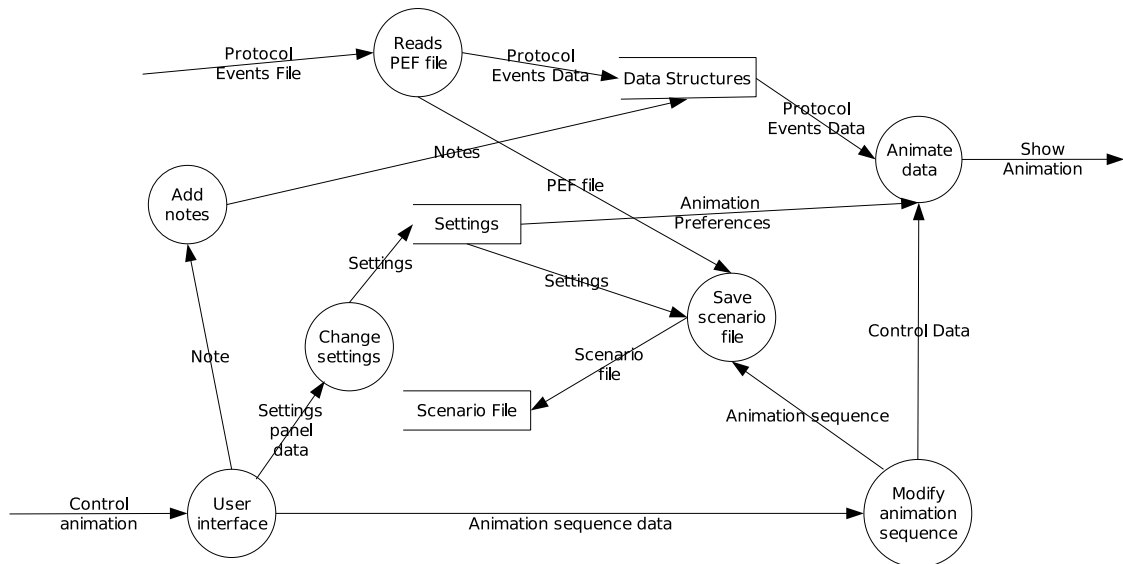 Protocol
Events File
Reads
PEF file
Protocol
Events Data
Data Structures
Protocol
Events Data
Animate
data
Show
Animation
Notes
Add
notes
PEF file
Settings
Animation
Preferences
Settings
Settings
Save
scenario
file
Change
settings
Control Data
Note
Scenario
file
Settings
panel
data
Scenario File
Animation sequence
Control
animation
User
interface
Animation sequence data
Modify
animation
sequence